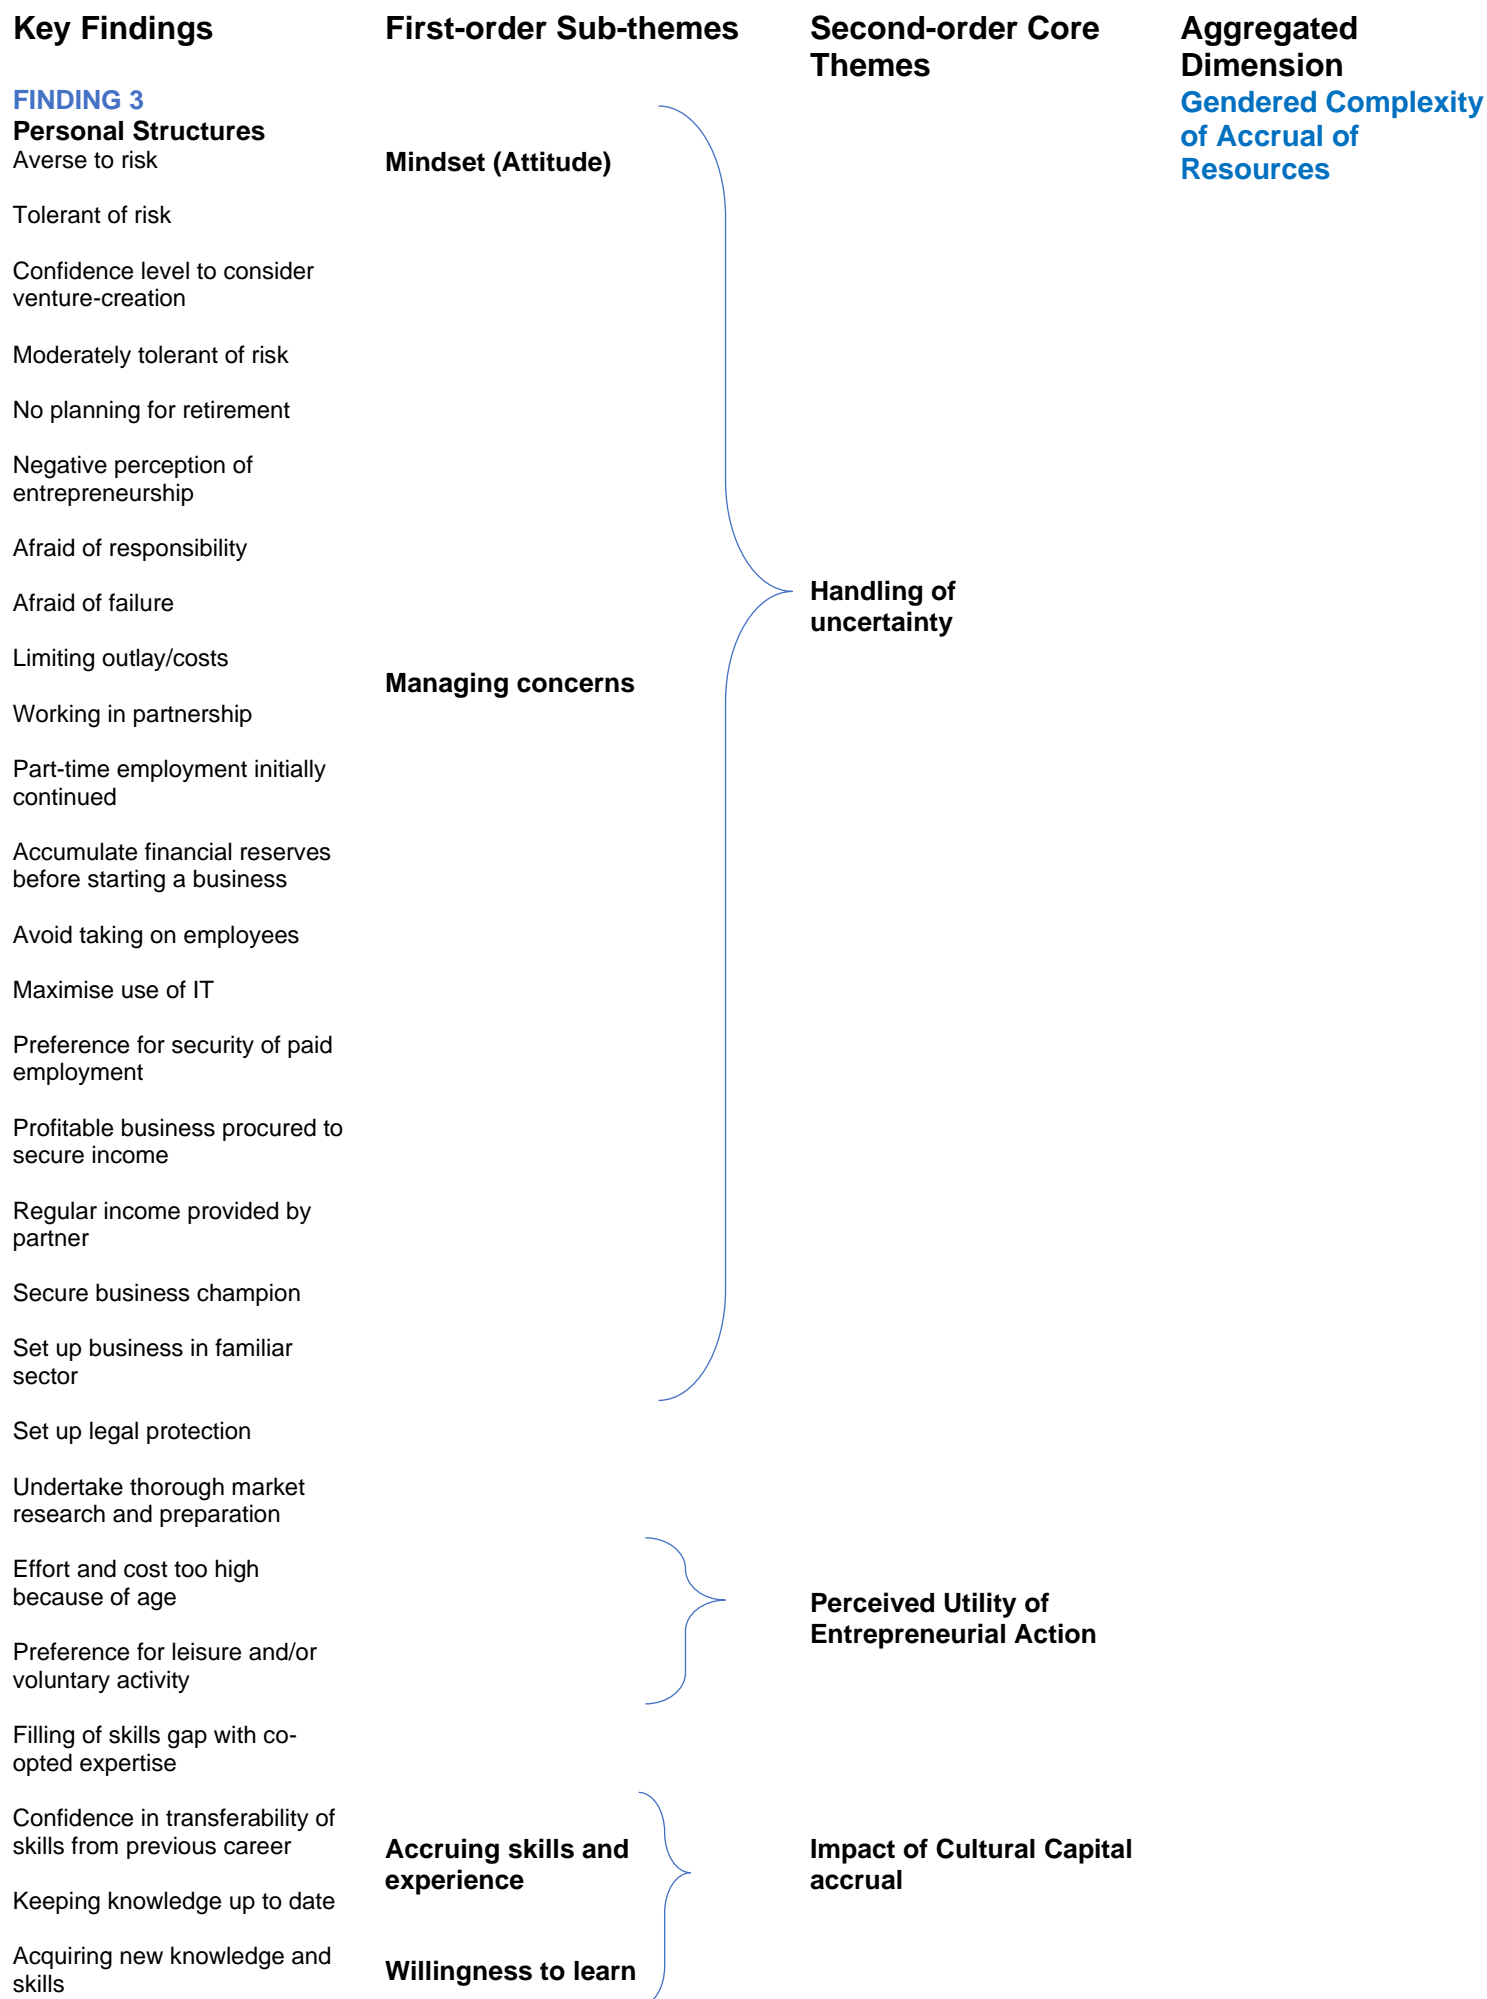 Key Findings
First-order Sub-themes
Second-order Core
Themes
Aggregated
Dimension
Gendered Complexity
of Accrual of
Resources
FINDING 3
Personal Structures
Averse to risk
Mindset (Attitude)
Tolerant of risk
Confidence level to consider
venture-creation
Moderately tolerant of risk
No planning for retirement
Negative perception of
entrepreneurship
Afraid of responsibility
Afraid of failure
Handling of
uncertainty
Limiting outlay/costs
Managing concerns
Working in partnership
Part-time employment initially
continued
Accumulate financial reserves
before starting a business
Avoid taking on employees
Maximise use of IT
Preference for security of paid
employment
Profitable business procured to
secure income
Regular income provided by
partner
Secure business champion
Set up business in familiar
sector
Set up legal protection
Undertake thorough market
research and preparation
Effort and cost too high
because of age
Perceived Utility of
Entrepreneurial Action
Preference for leisure and/or
voluntary activity
Filling of skills gap with co-
opted expertise
Confidence in transferability of
skills from previous career
Accruing skills and
experience
Impact of Cultural Capital
accrual
Keeping knowledge up to date
Acquiring new knowledge and
skills
Willingness to learn